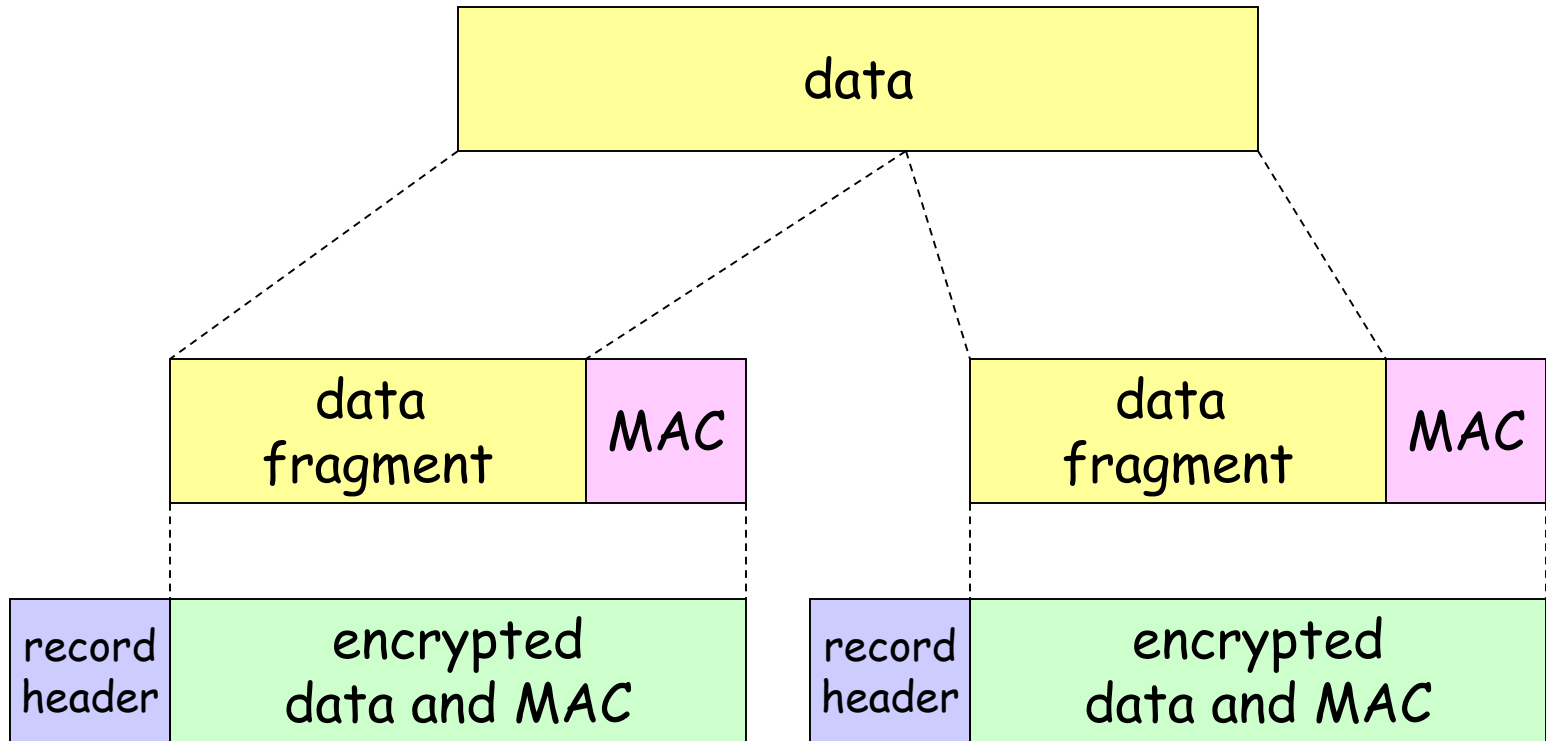 data
data
fragment
MAC
data
fragment
MAC
record
header
encrypted
data and MAC
record
header
encrypted
data and MAC